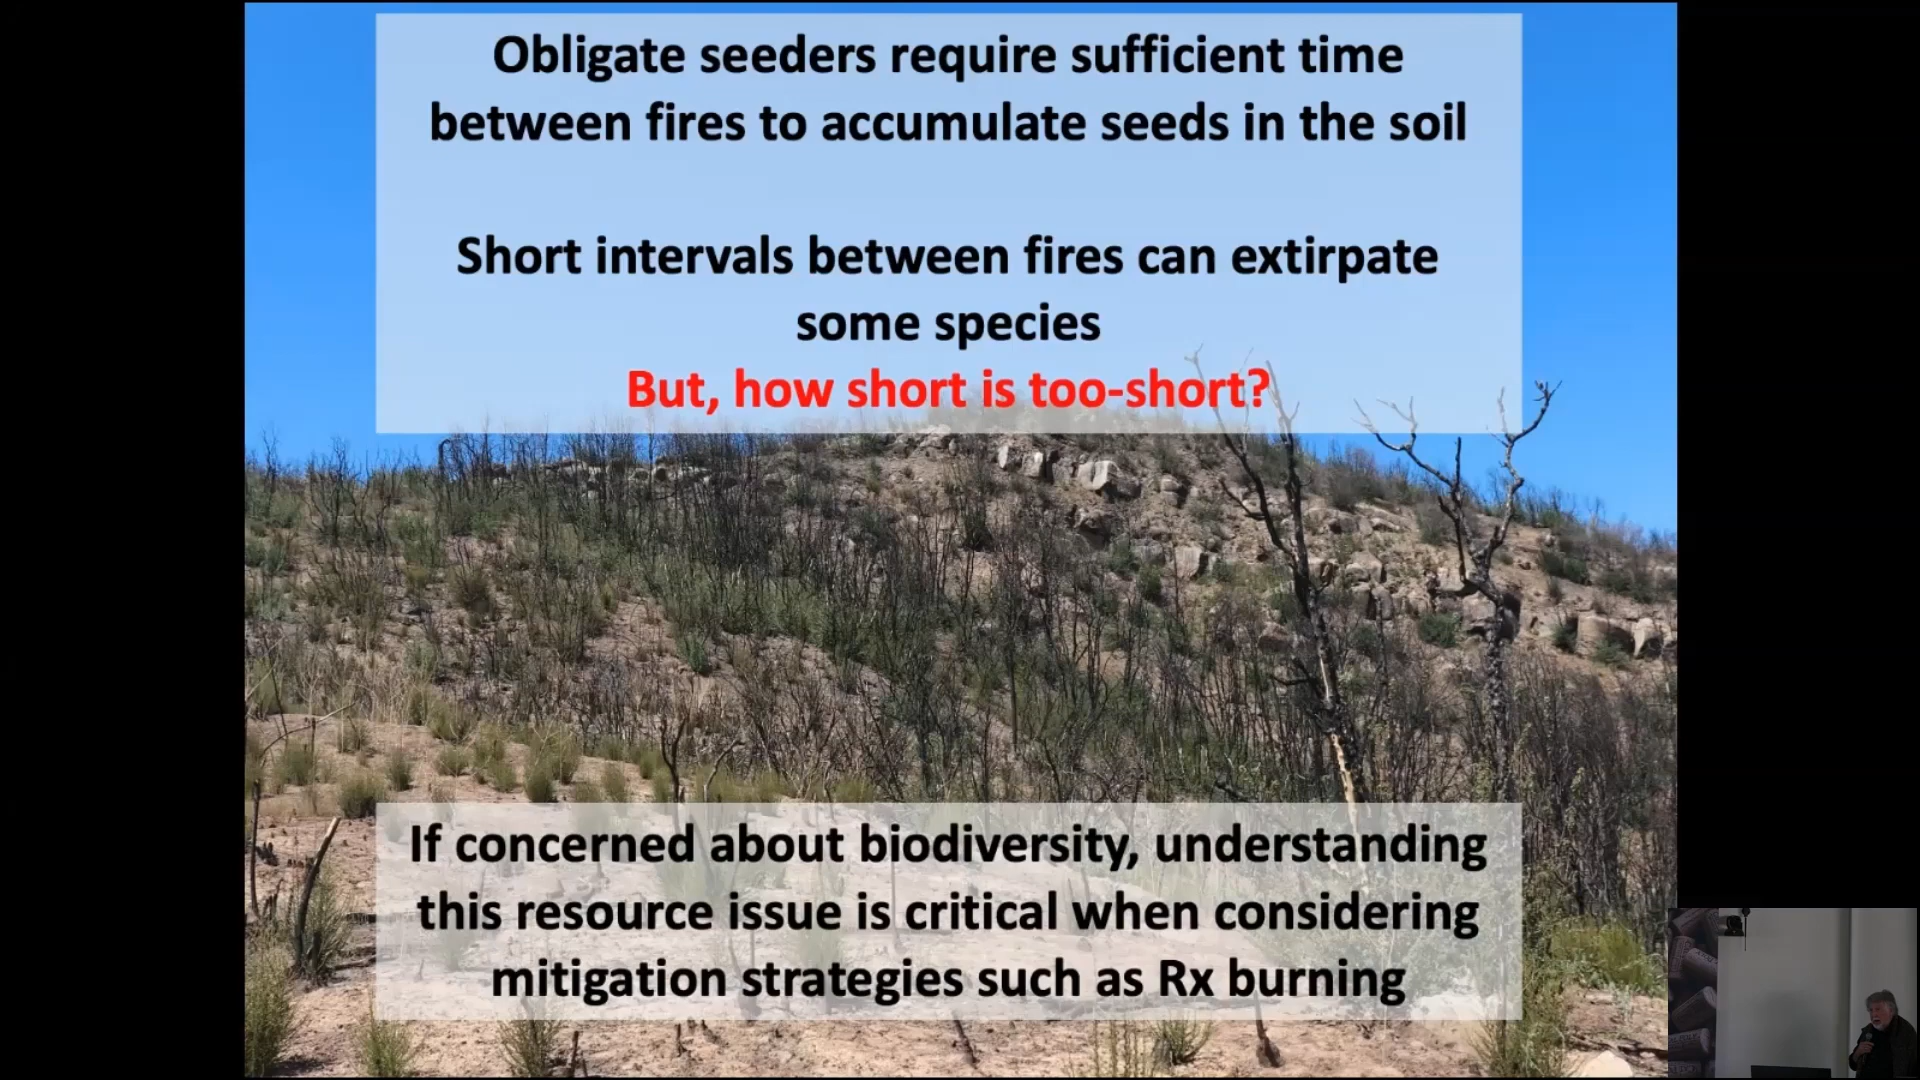 Obligate seeders require sufficient time
between fires to accumulate seeds in the soil
Short intervals between fires can extirpate
some species
But, how short is too-short?
If concerned about biodiversity, understanding
this resource issue is critical when considering
mitigation strategies such as Rx burning